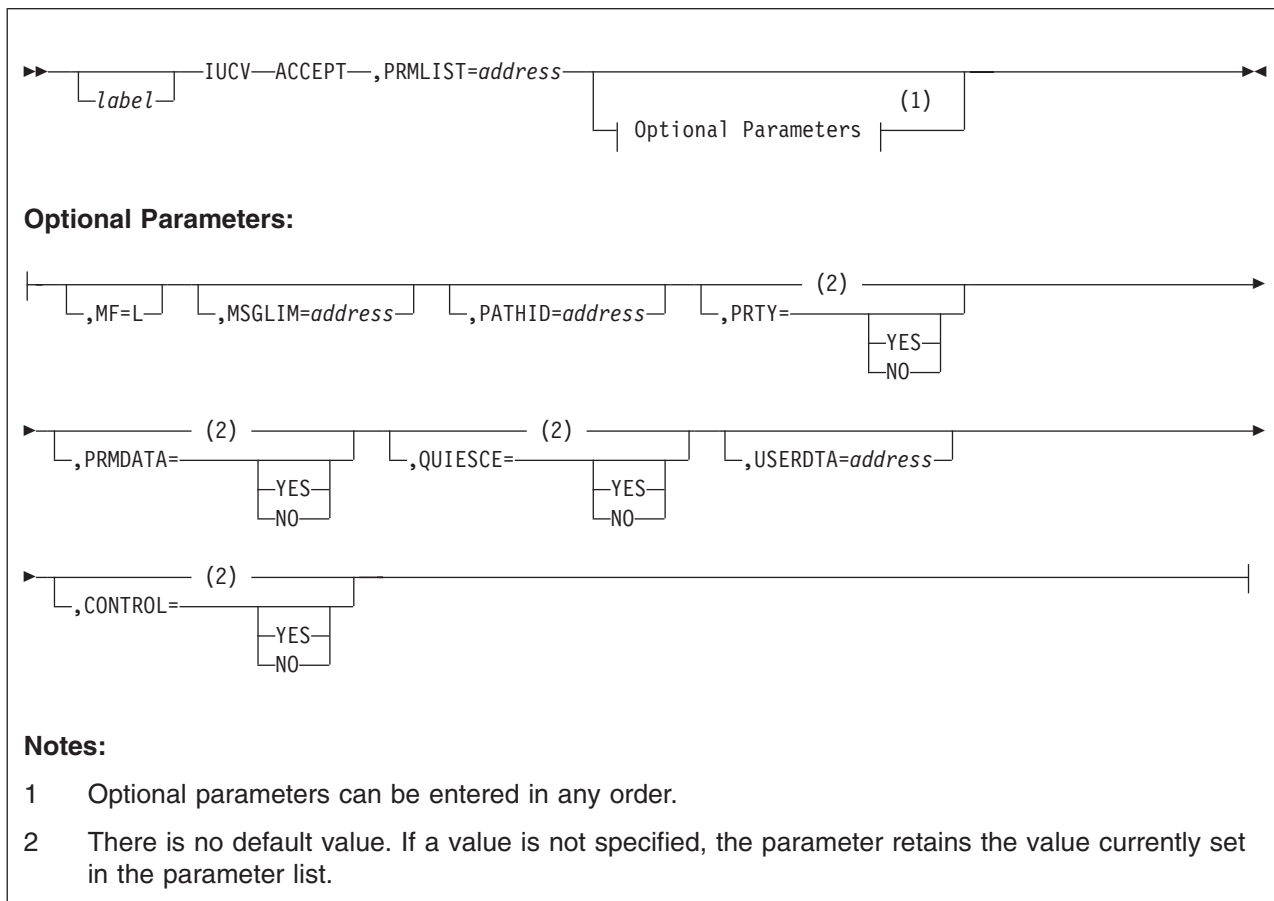 IUCV ACCEPT ,PRMLIST=address
label
(1)
Optional Parameters
Optional Parameters:
(2)
,MF=L ,MSGLIM=address ,PATHID=address ,PRTY=
YES
NO
(2) (2)
,PRMDATA= ,QUIESCE= ,USERDTA=address
YES YES
NO NO
(2)
,CONTROL=
YES
NO
Notes:
1 Optional parameters can be entered in any order.
2 There is no default value. If a value is not specified, the parameter retains the value currently set
in the parameter list.